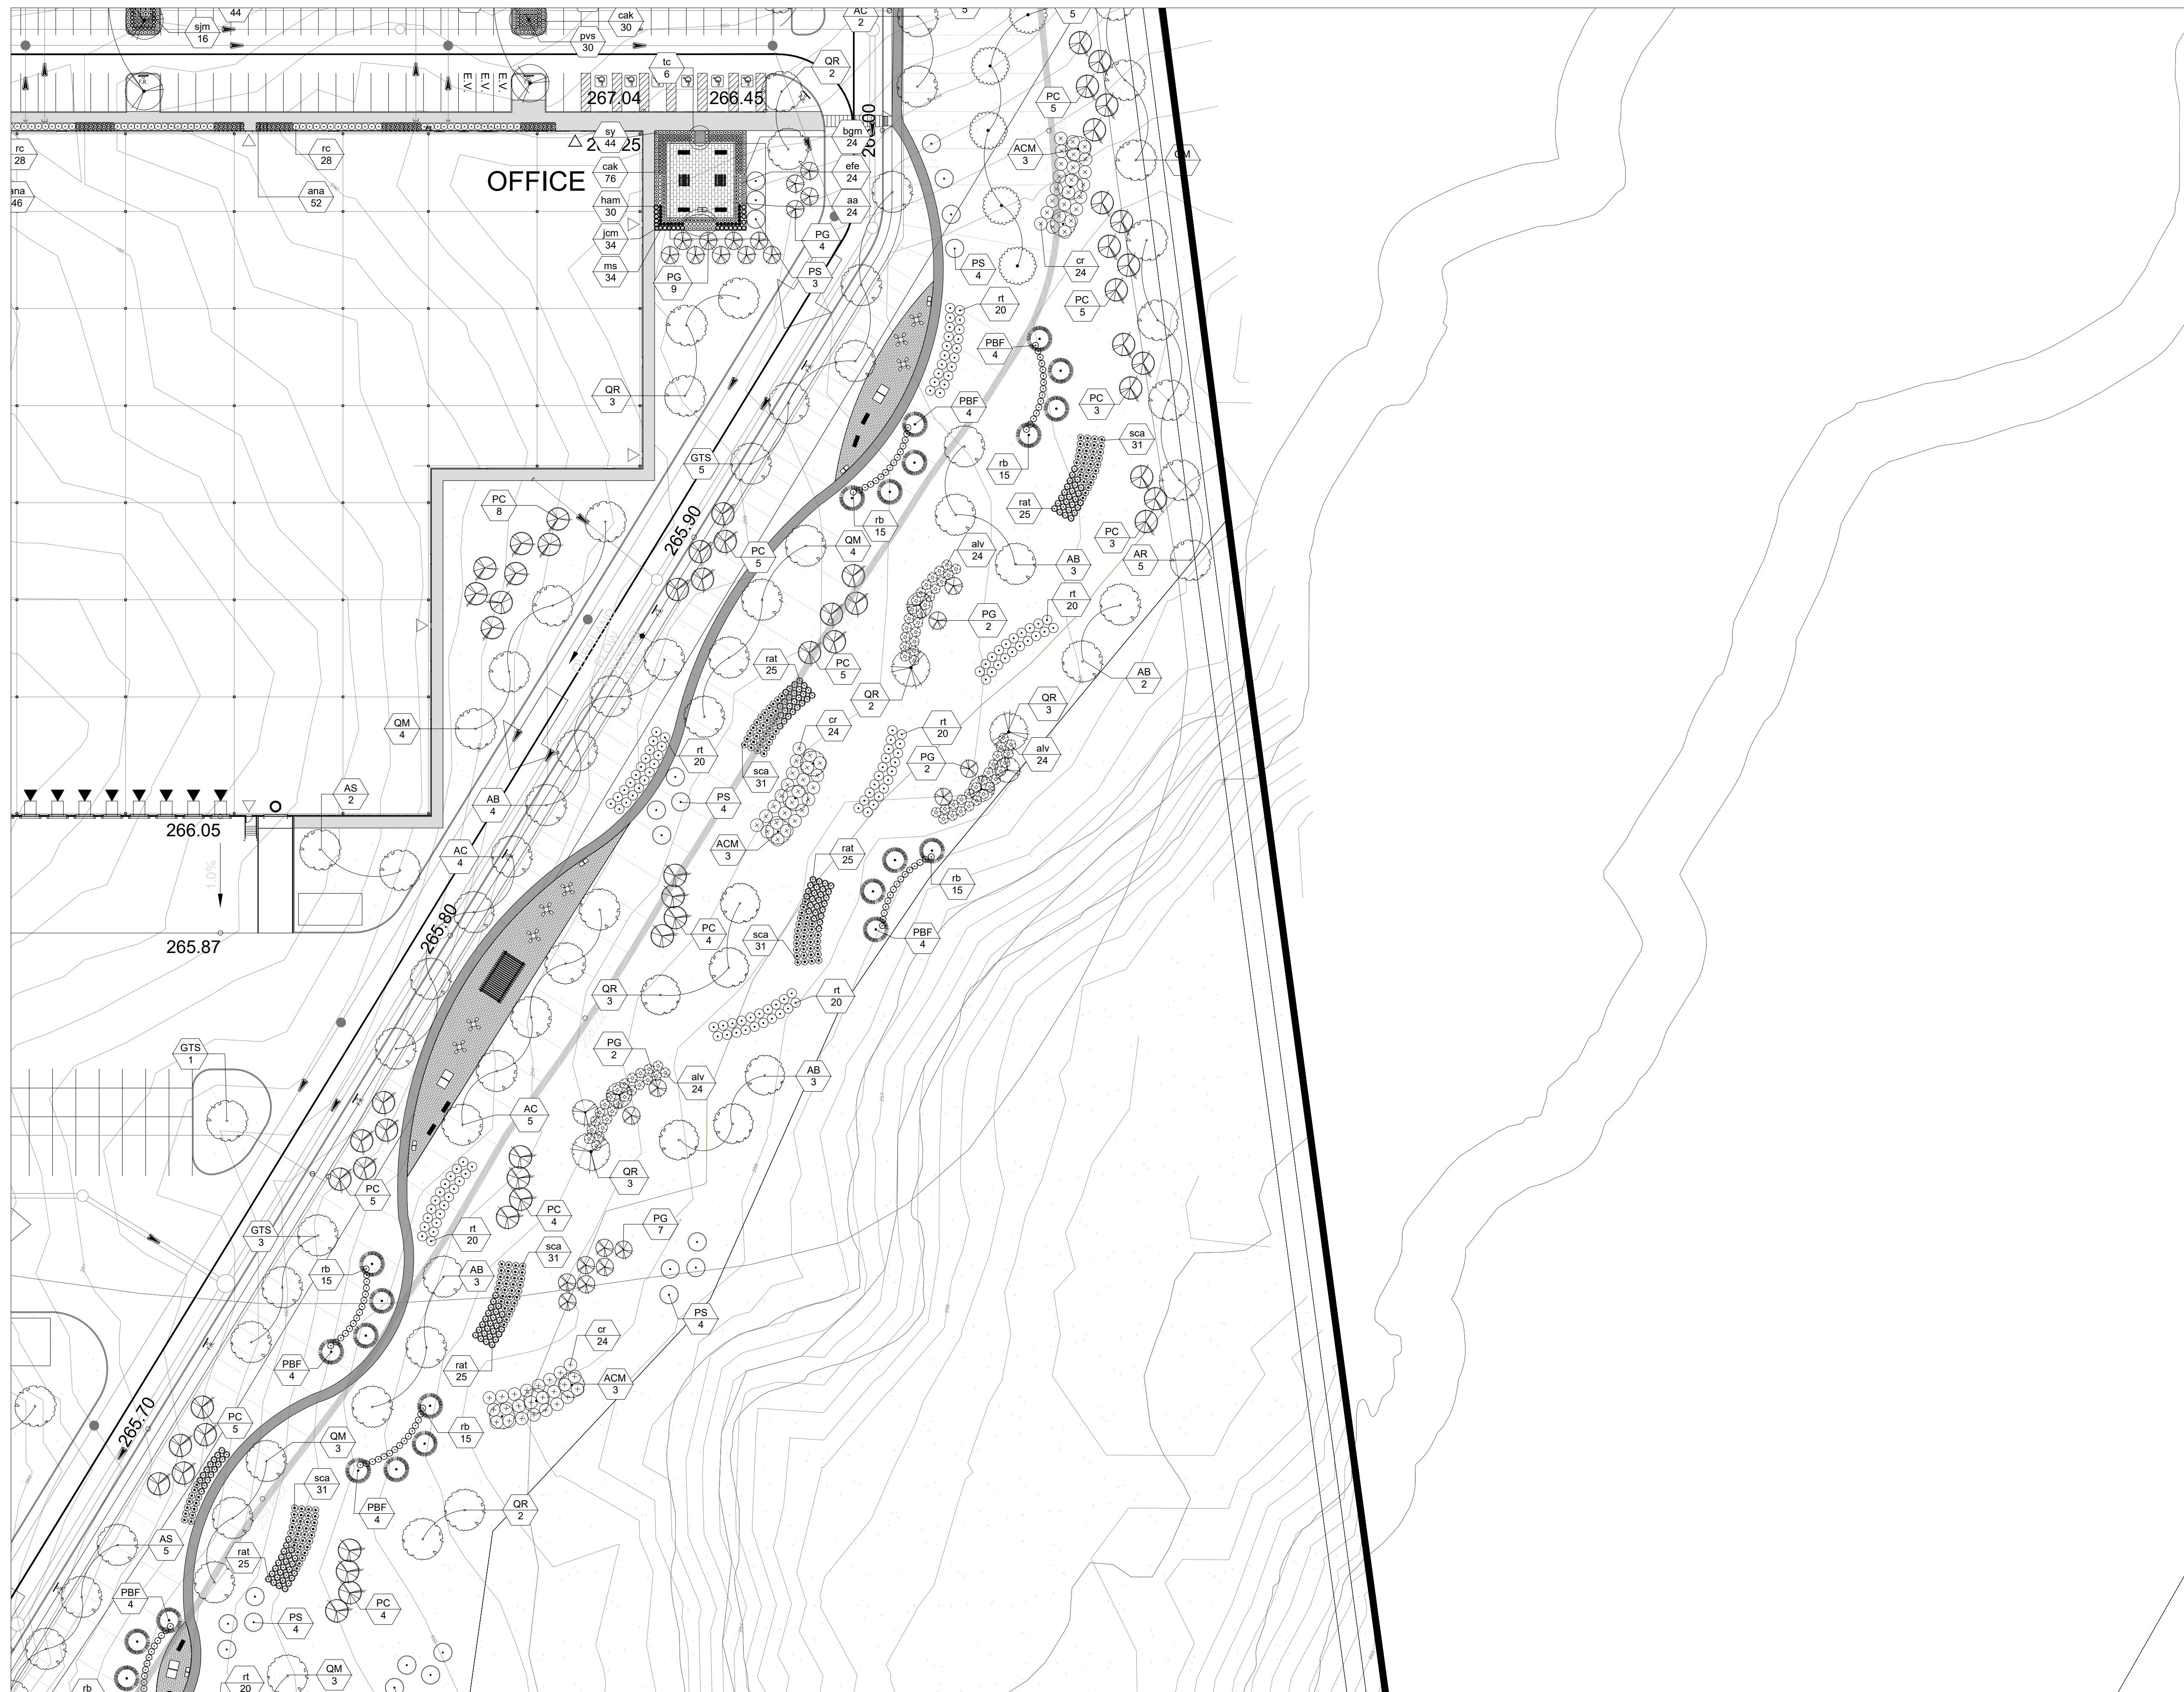 44
sjm
16
cak
30
pvs
30
AC
2
5
5
tc
6
QR
2
E.V.
E.V.
E.V.
267.04
266.45
PC
5
rc
28
rc
28
sy
44
bgm
24
ACM
3
ana
46
ana
52
OFFICE
cak
76
efe
24
ham
30
aa
24
jcm
34
PG
4
ms
34
PG
9
PS
3
PS
4
cr
24
rt
20
PC
5
PBF
4
QR
3
PBF
4
PC
3
GTS
5
sca
31
rb
15
PC
8
rat
25
rb
15
265.90
PC
3
QM
4
alv
24
PC
5
AB
3
AR
5
rt
20
PG
2
rat
25
PC
5
AB
2
QR
2
QR
3
QM
4
cr
24
rt
20
rt
20
alv
24
PG
2
sca
31
AS
2
AB
4
PS
4
266.05
1.0%
ACM
3
rat
25
AC
4
rb
15
265.80
PC
4
sca
31
PBF
4
265.87
QR
3
rt
20
GTS
1
PG
2
alv
24
AB
3
AC
5
QR
3
PC
5
PC
4
PG
7
GTS
3
rt
20
sca
31
rb
15
AB
3
PS
4
cr
24
PBF
4
rat
25
ACM
3
265.70
PC
5
rb
15
QM
3
sca
31
PBF
4
QR
2
AS
5
rat
25
PBF
4
PC
4
PS
4
rt
20
QM
3
rb